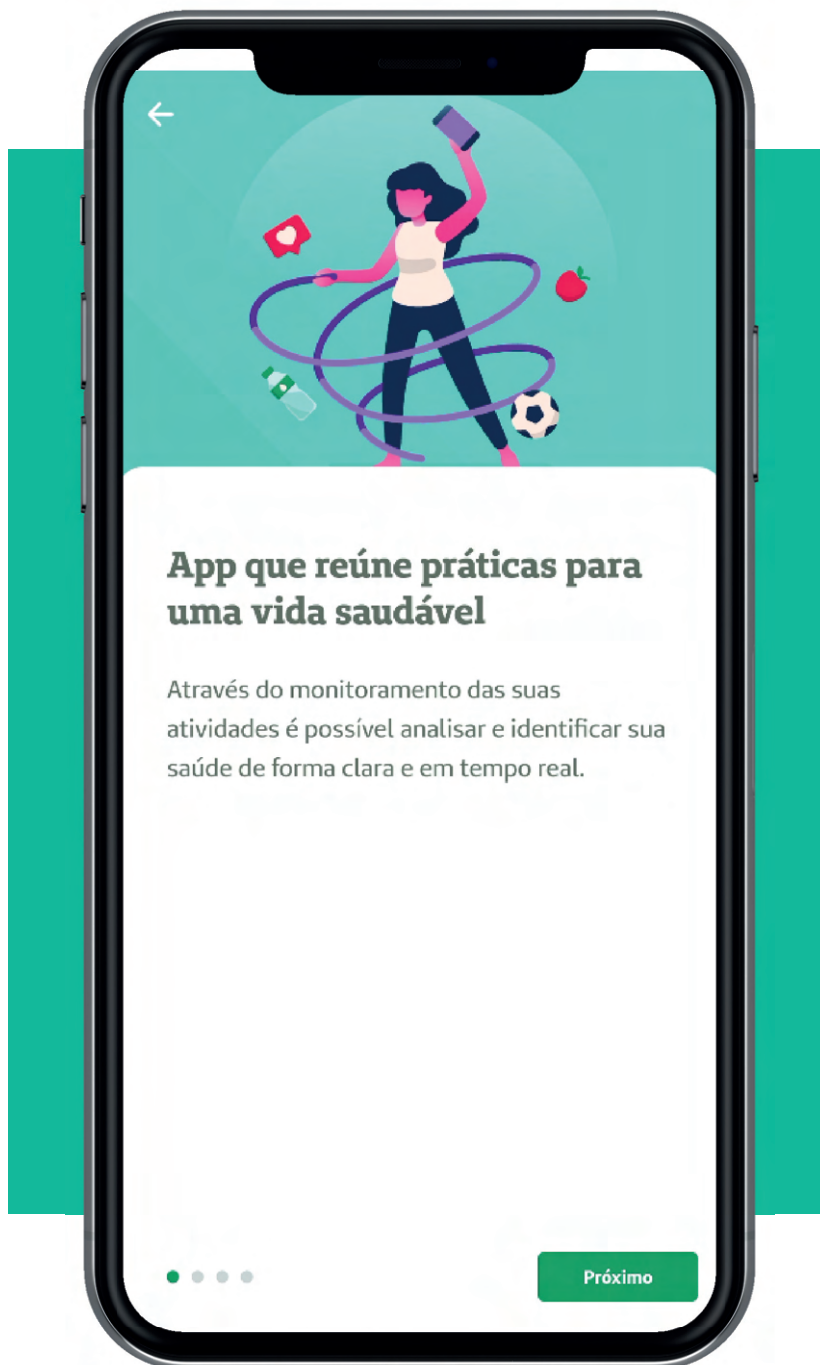 App que reúne práticas para
uma vida saudável
Através do monitoramento das suas
atividades é possível analisar e identificar sua
saúde de forma clara e em tempo real.
Próximo